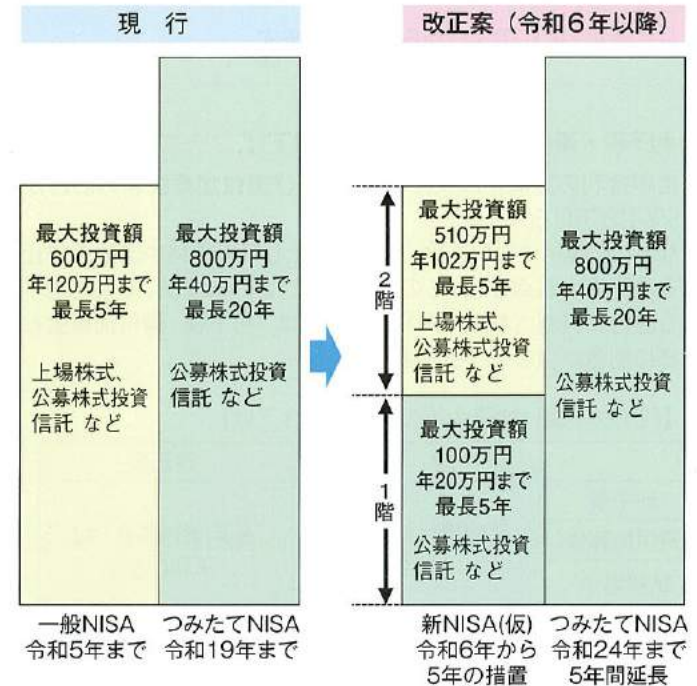 現行
最大投資額
600万円
年120万円まで
最長5年
上場株式、
公募株式投資
信託 など
一般NISA
令和5年まで
最大投資額
800万円
年40万円まで
最長20年
公募株式投資
信託 など
つみたてNISA
令和19年まで
改正案（令和6年以降）
2階
最大投資額
510万円
年102万円まで
最長5年
上場株式、
公募株式投資
信託 など
1階
最大投資額
100万円
年20万円まで
最長5年
公募株式投資
信託 など
新NISA(仮)
令和6年から
5年の措置
最大投資額
800万円
年40万円まで
最長20年
公募株式投資
信託 など
つみたてNISA
令和24年まで
5年間延長